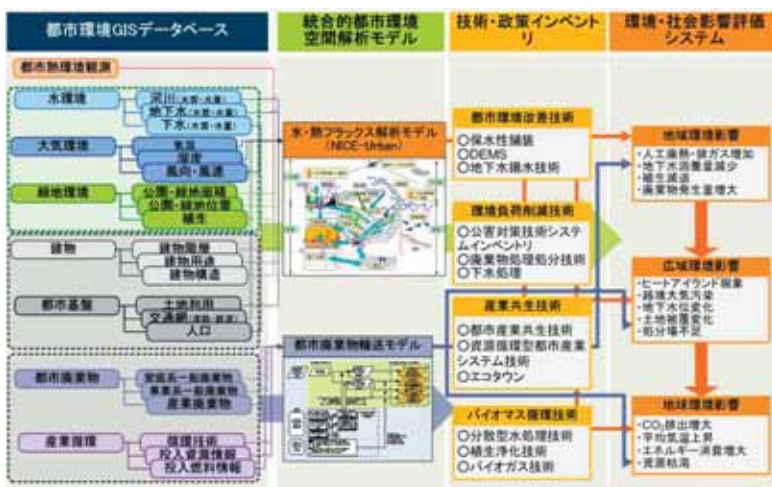 都市環境GISデータベース
都市熱環境観測
水環境
河川(水質・水量)
地下水(水質・水量)
下水(水質・水量)
大気環境
気温
湿度
風向・風速
緑地環境
公園・緑地面積
公園・緑地位置
植生
建物
建物階層
建物用途
建物構造
都市基盤
土地利用
交通網(道路・鉄道)
人口
都市廃棄物
家庭系一般廃棄物
事業系一般廃棄物
産業廃棄物
産業循環
循環技術
投入資源情報
投入燃料情報
統合的都市環境
空間解析モデル
水・熱フラックス解析モデル
(NICE-Urban)
都市廃棄物輸送モデル
技術・政策インベント
リ
都市環境改善技術
○保水性舗装
○DEMS
○地下水揚水技術
環境負荷削減技術
○公害対策技術システ
ムインベントリ
○廃棄物処理処分技術
○下水処理
産業共生技術
○都市産業共生技術
○資源循環型都市産業
システム技術
○エコタウン
バイオマス循環技術
○分散型水処理技術
○植生浄化技術
○バイオガス技術
環境・社会影響評価
システム
地域環境影響
・人工廃熱・排ガス増加
・地下水涵養量減少
・植生減退
・廃棄物発生量増大
広域環境影響
・ヒートアイランド現象
・越境大気汚染
・地下水位変化
・土地被覆変化
・処分場不足
地球環境影響
・CO₂排出増大
・平均気温上昇
・エネルギー消費増大
・資源枯渇